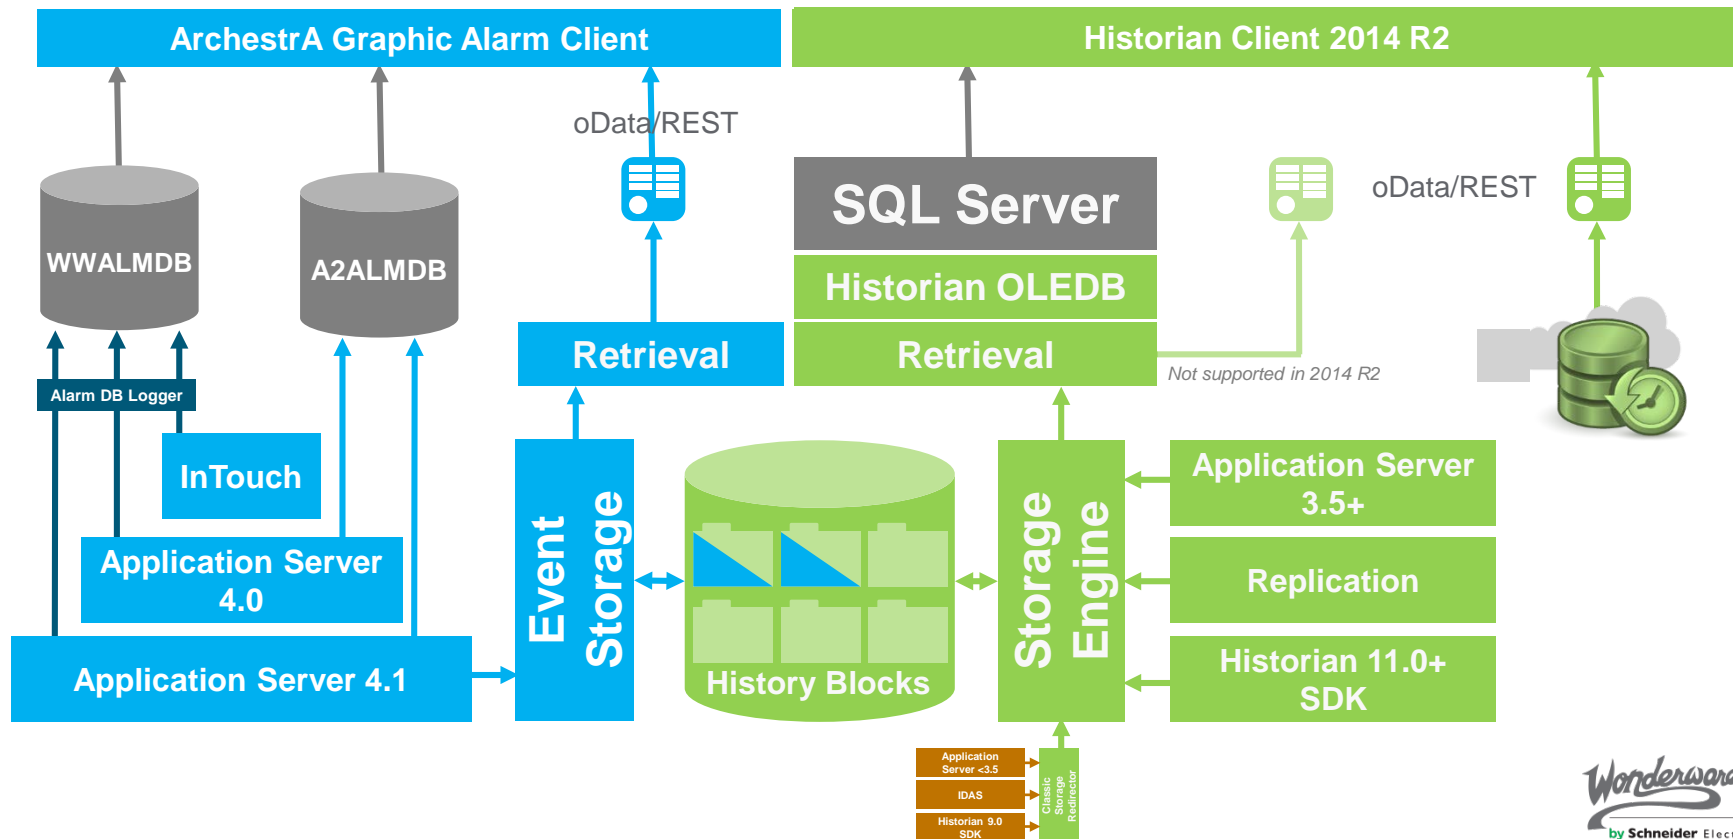 ArchestrA Graphic Alarm Client
Historian Client 2014 R2
oData/REST
oData/REST
SQL Server
WWALMDB
A2ALMDB
Historian OLEDB
Retrieval
Retrieval
Not supported in 2014 R2
Alarm DB Logger
InTouch
Application Server
4.0
Application Server 4.1
Event
Storage
History Blocks
Storage
Engine
Application Server
3.5+
Replication
Historian 11.0+
SDK
Application
Server <3.5
IDAS
Historian 9.0
SDK
Classic
Storage
Redirector
Wonderware
by Schneider Elec